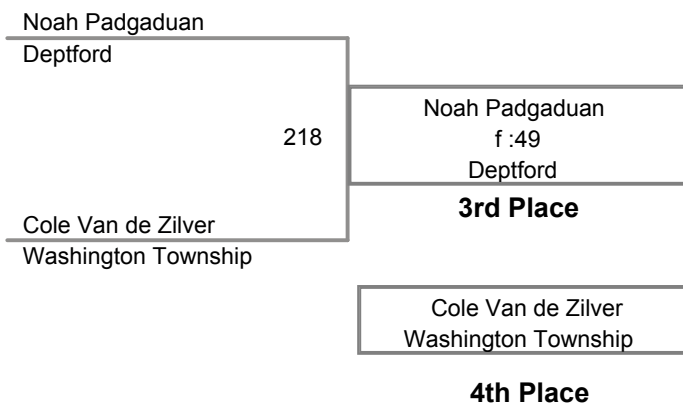 Noah Padgaduan
Deptford
218
Noah Padgaduan
f :49
Deptford
3rd Place
Cole Van de Zilver
Washington Township
Cole Van de Zilver
Washington Township
4th Place